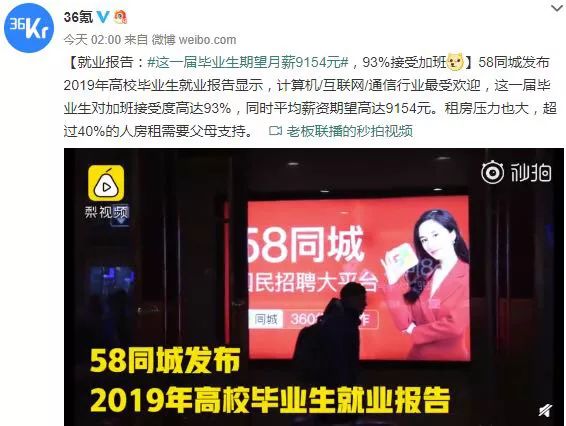 36Kr
36氪
今天 02:00 来自 微博 weibo.com
【就业报告：#这一届毕业生期望月薪9154元#，93%接受加班】58同城发布
2019年高校毕业生就业报告显示，计算机/互联网/通信行业最受欢迎，这一届毕
业生对加班接受度高达93%，同时平均薪资期望高达9154元。租房压力也大，超
过40%的人房租需要父母支持。 老板联播的秒拍视频
梨视频
秒拍
58同城
国民招聘大平台
同城
360
作
58同城发布
2019年高校毕业生就业报告